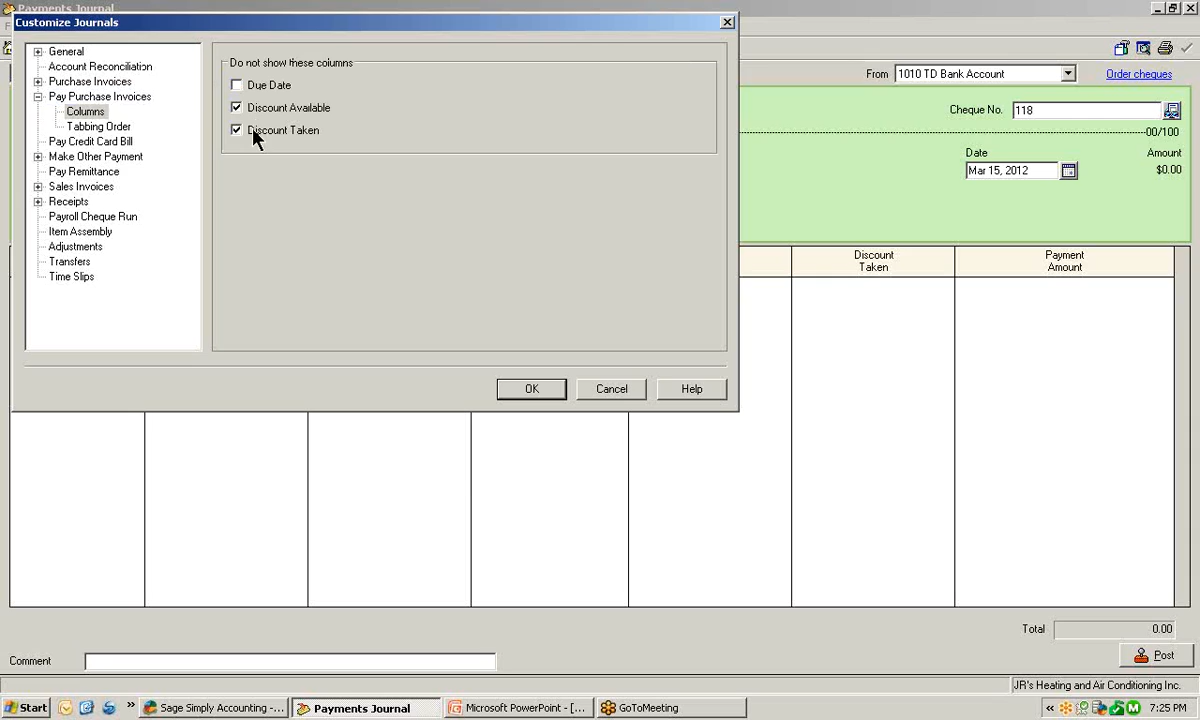 Payments Journal
Customize Journals
General
Account Reconciliation
Purchase Invoices
Pay Purchase Invoices
Columns
Tabbing Order
Pay Credit Card Bill
Make Other Payment
Pay Remittance
Sales Invoices
Receipts
Payroll Cheque Run
Item Assembly
Adjustments
Transfers
Time Slips
Do not show these columns
Due Date
Discount Available
Discount Taken
OK
Cancel
Help
From
1010 TD Bank Account
Order cheques
Cheque No.
118
00/100
Date
Amount
Mar 15, 2012
$0.00
Discount
Taken
Payment
Amount
Total
0.00
Comment
Post
JR's Heating and Air Conditioning Inc.
Start
»
Sage Simply Accounting -...
Payments Journal
Microsoft PowerPoint - [...
GoToMeeting
«
7:25 PM